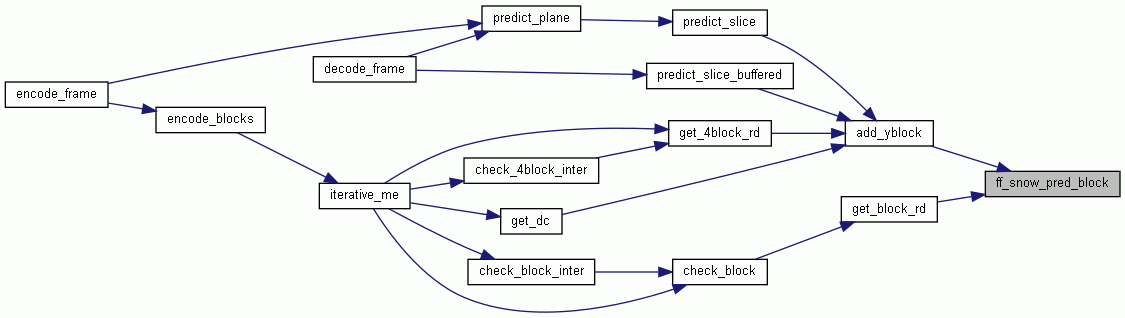 predict_plane
predict_slice
decode_frame
predict_slice_buffered
encode_frame
encode_blocks
get_4block_rd
add_yblock
check_4block_inter
ff_snow_pred_block
iterative_me
get_dc
get_block_rd
check_block_inter
check_block